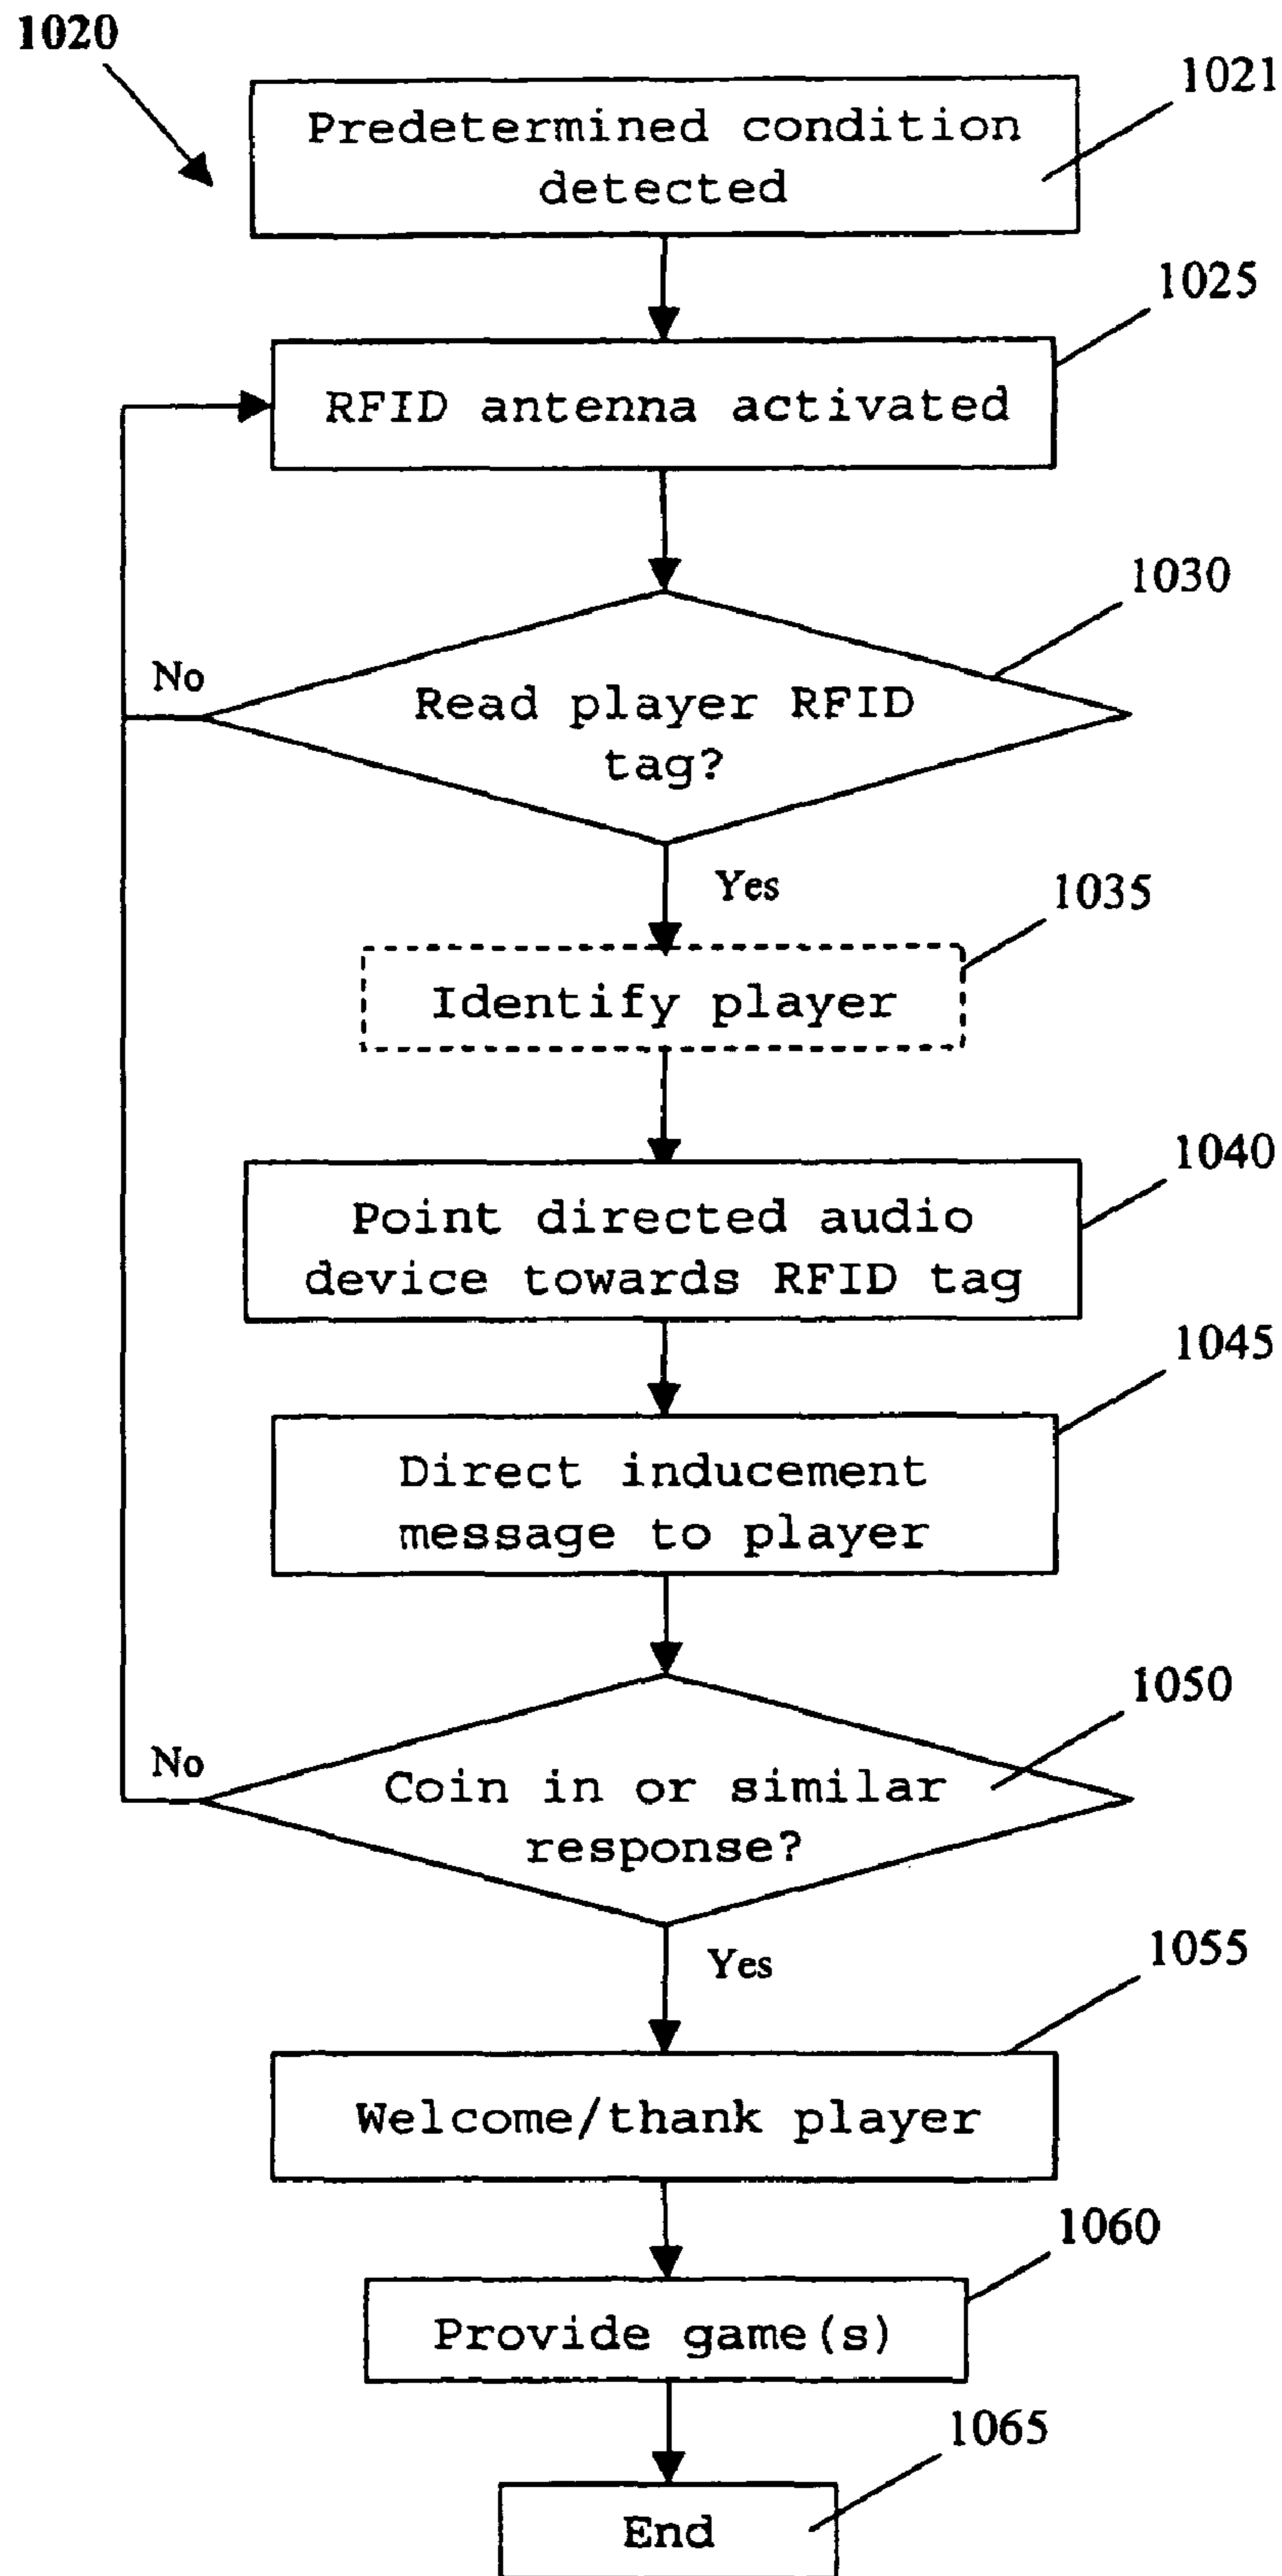 1020
1021
Predetermined condition
detected
1025
RFID antenna activated
1030
No
Read player RFID
tag?
Yes
1035
Identify player
1040
Point directed audio
device towards RFID tag
1045
Direct inducement
message to player
1050
No
Coin in or similar
response?
Yes
1055
Welcome/thank player
1060
Provide game(s)
1065
End